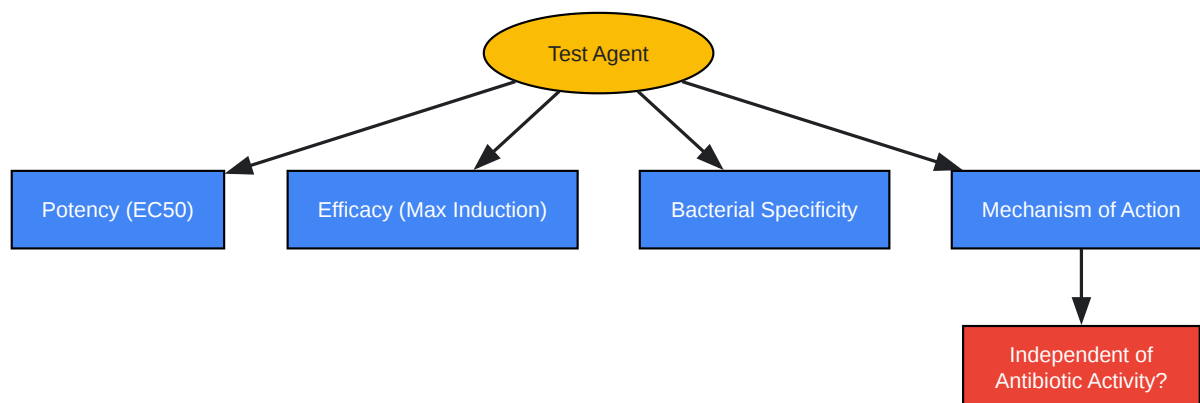 Test Agent
Potency (EC50)
Efficacy (Max Induction)
Bacterial Specificity
Mechanism of Action
Independent of
Antibiotic Activity?